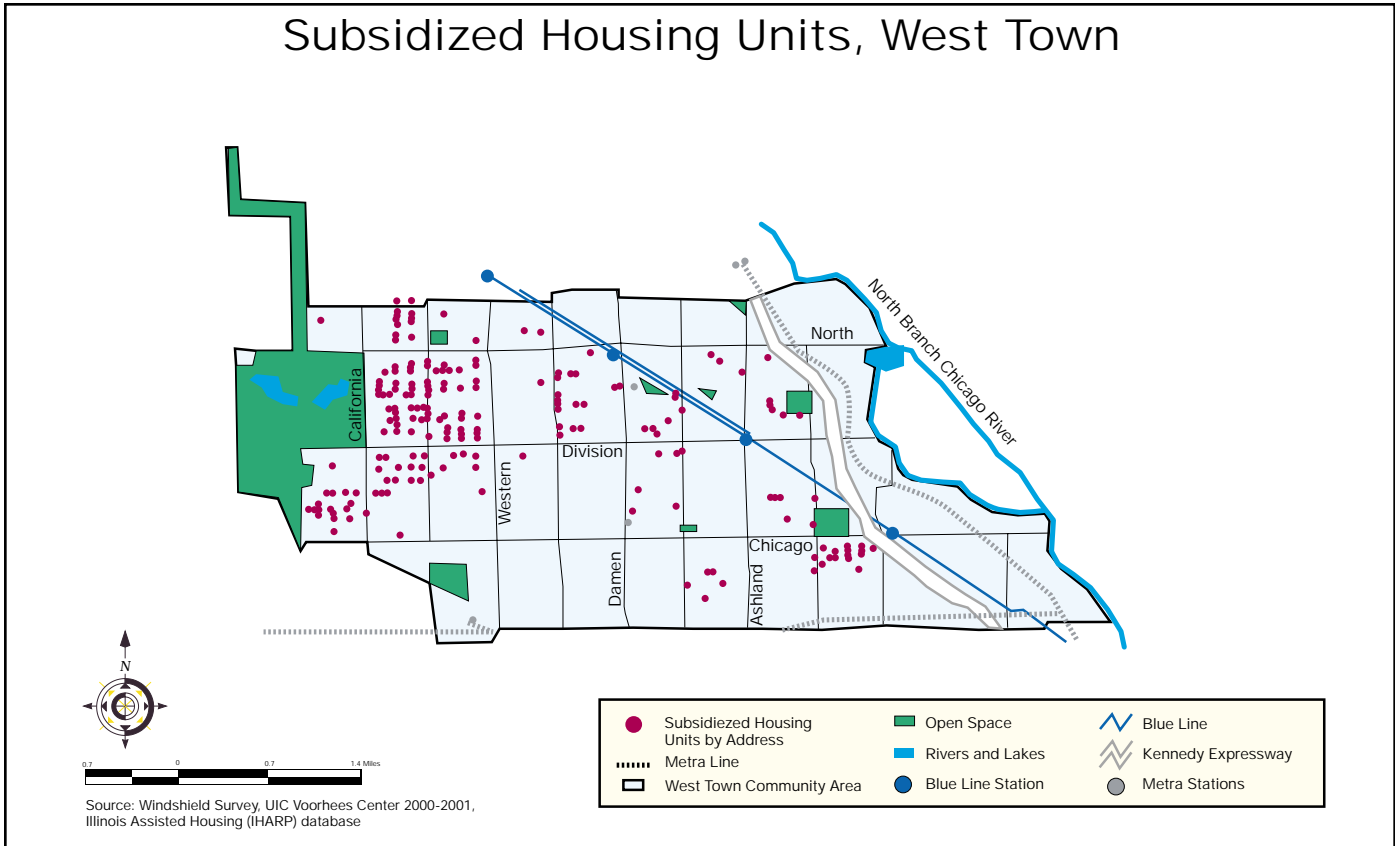 Subsidized Housing Units, West Town
North Branch Chicago River
North
California
Division
Western
Damen
Chicago
Ashland
N
0.7 0 0.7 1.4 Miles
Source: Windshield Survey, UIC Voorhees Center 2000-2001,
Illinois Assisted Housing (IHARP) database
Subsidiezed Housing
Units by Address
Metra Line
West Town Community Area
Open Space
Rivers and Lakes
Blue Line Station
Blue Line
Kennedy Expressway
Metra Stations